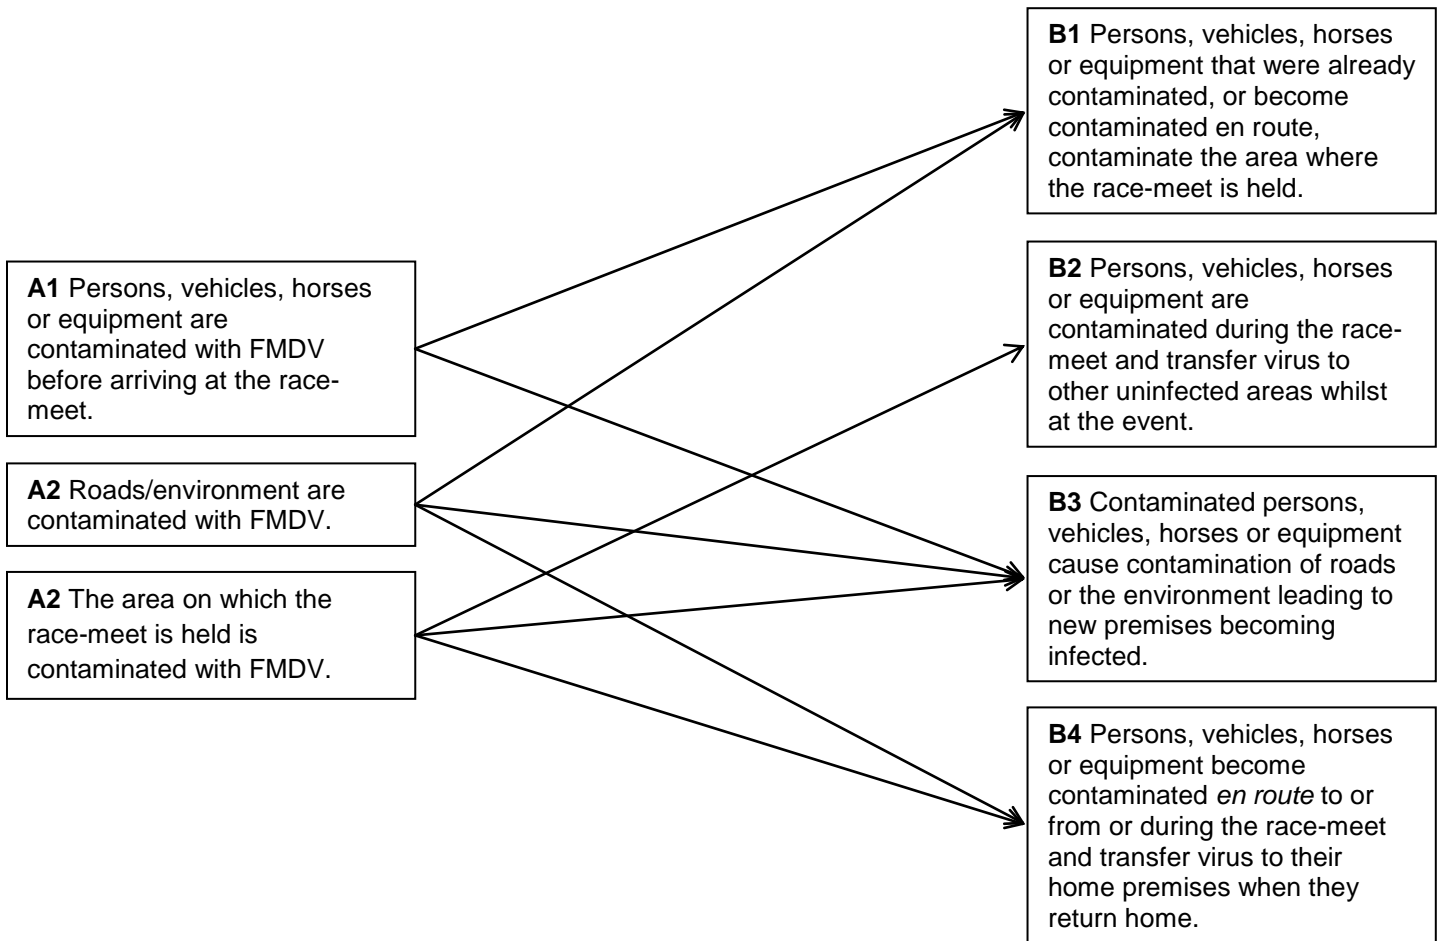 A1 Persons, vehicles, horses
or equipment are
contaminated with FMDV
before arriving at the race-
meet.
A2 Roads/environment are
contaminated with FMDV.
A2 The area on which the
race-meet is held is
contaminated with FMDV.
B1 Persons, vehicles, horses
or equipment that were already
contaminated, or become
contaminated en route,
contaminate the area where
the race-meet is held.
B2 Persons, vehicles, horses
or equipment are
contaminated during the race-
meet and transfer virus to
other uninfected areas whilst
at the event.
B3 Contaminated persons,
vehicles, horses or equipment
cause contamination of roads
or the environment leading to
new premises becoming
infected.
B4 Persons, vehicles, horses
or equipment become
contaminated en route to or
from or during the race-meet
and transfer virus to their
home premises when they
return home.